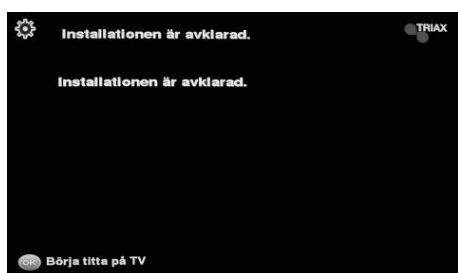 Installationen är avklarad.
TRIAX
Installationen är avklarad.
OK Börja titta på TV